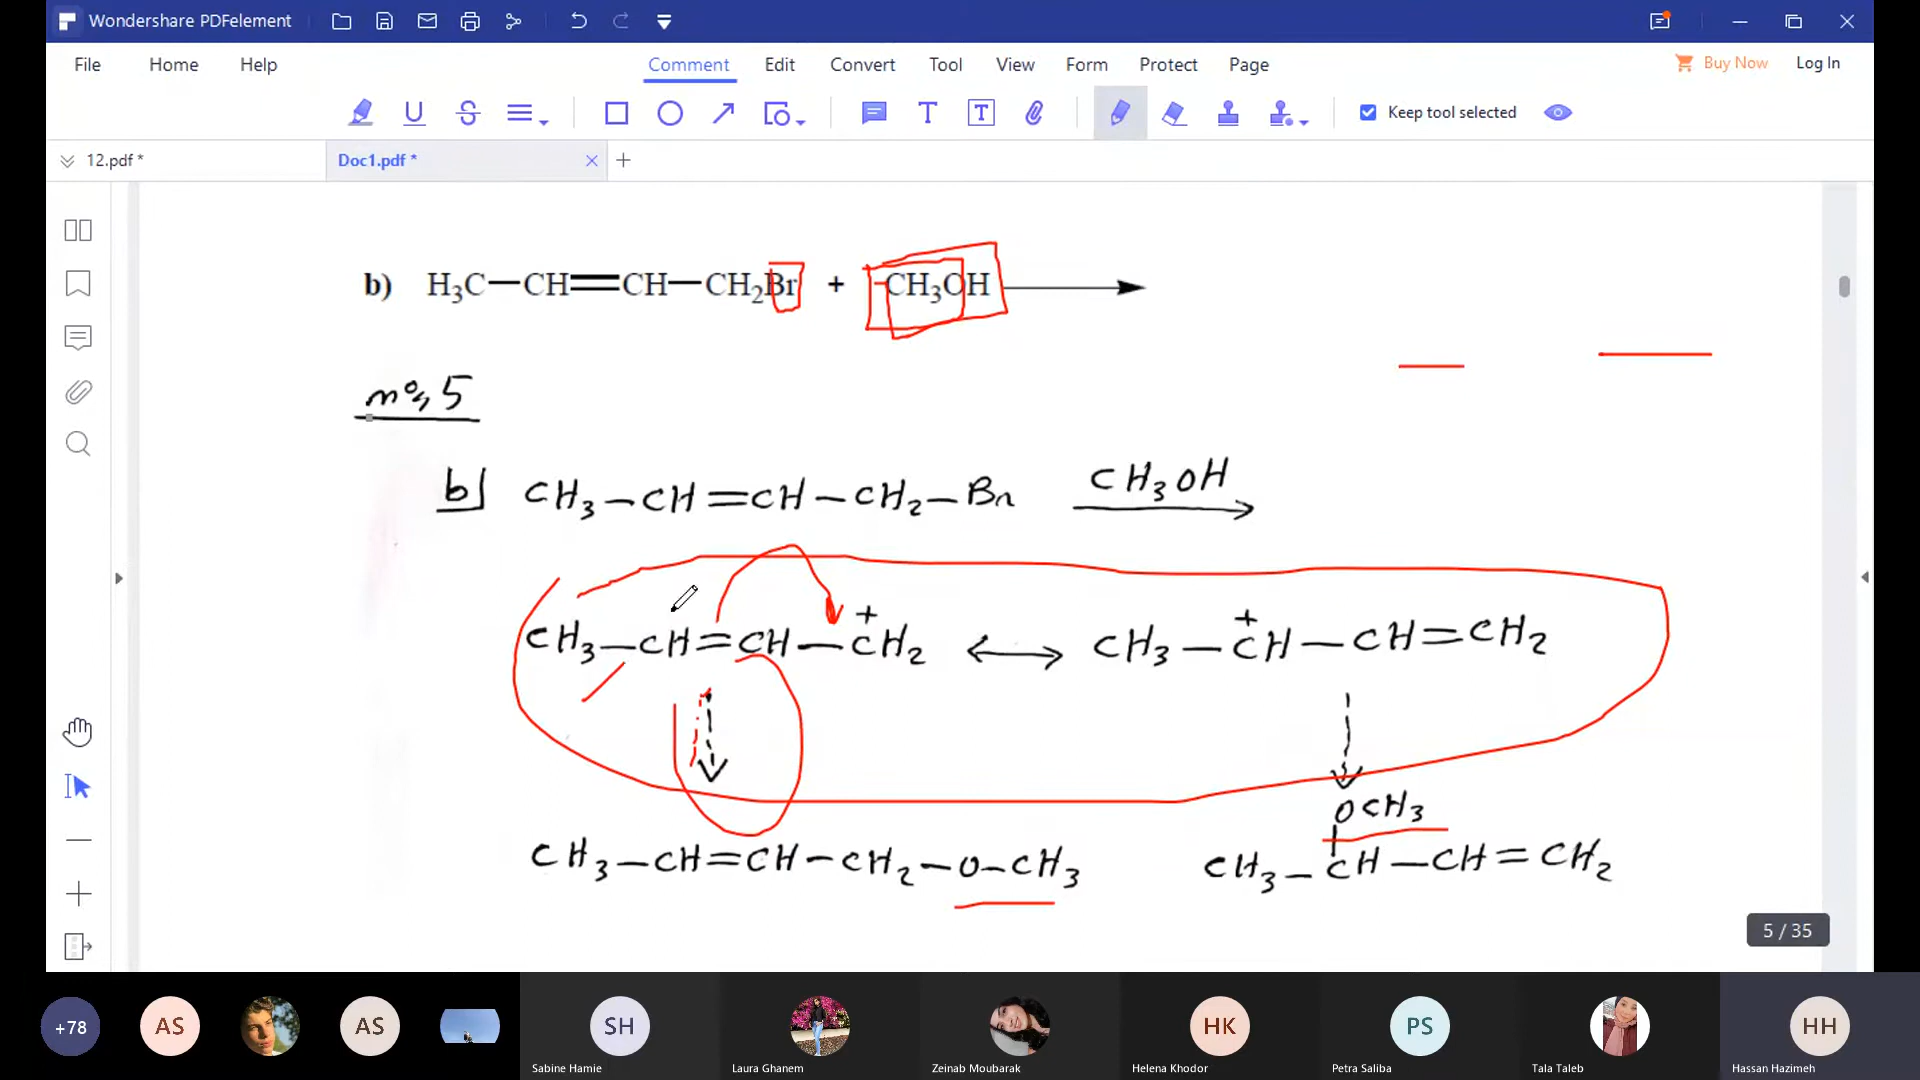 Wondershare PDFelement
File Home Help Comment Edit Convert Tool View Form Protect Page Buy Now Log In
Keep tool selected
12.pdf * Doc1.pdf *
b) H₃C—CH=CH—CH₂Br + CH₃OH →
n°5
b) CH₃—CH=CH—CH₂—Br CH₃OH →
CH₃—CH=CH—C⁺H₂ ↔ CH₃—C⁺H—CH=CH₂
OCH₃
CH₃—CH=CH—CH₂—O—CH₃ CH₃—CH—CH=CH₂
5 / 35
+78 AS AS SH HK PS HH
Sabine Hamie Laura Ghanem Zeinab Moubarak Helena Khodor Petra Saliba Tala Taleb Hassan Hazimeh